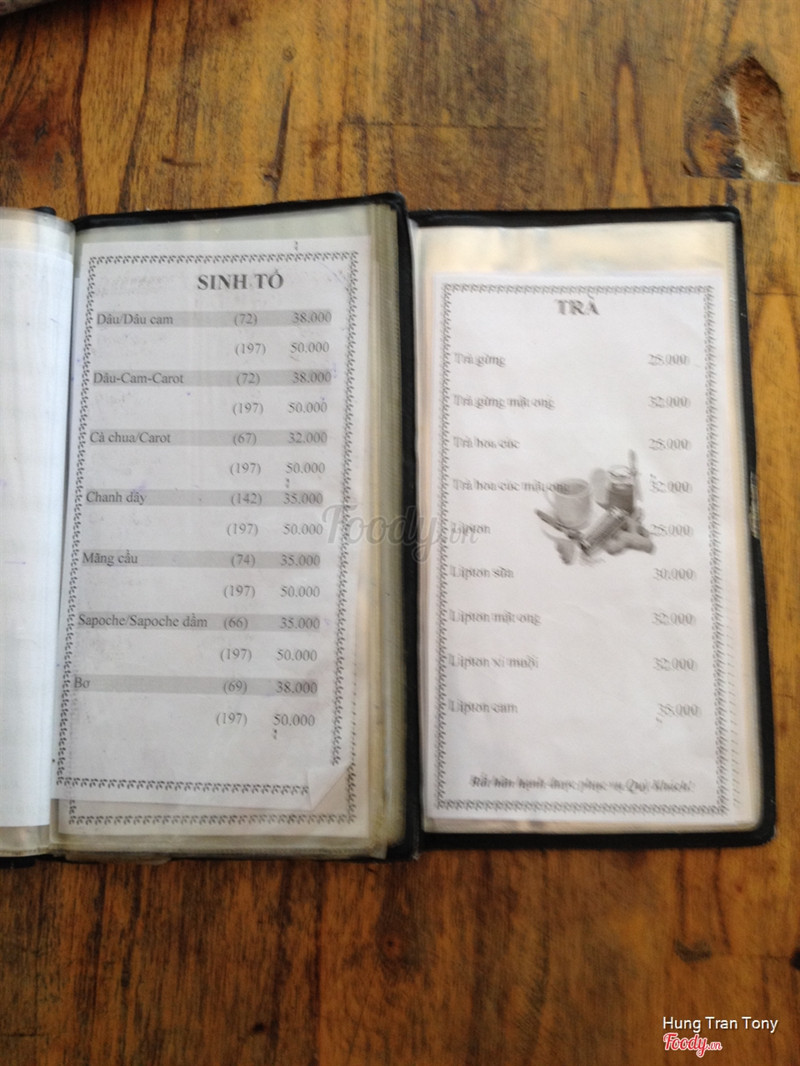 SINH TỐ
Dâu/Dâu cam (72) 38.000
(197) 50.000
Dâu-Cam-Carot (72) 38.000
(197) 50.000
Cà chua/Carot (67) 32.000
(197) 50.000
Chanh dây (142) 35.000
(197) 50.000
Mãng cầu (74) 35.000
(197) 50.000
Sapoche/Sapoche dầm (66) 35.000
(197) 50.000
Bơ (69) 38.000
(197) 50.000
TRÀ
Trà gừng 25.000
Trà gừng mật ong 32.000
Trà hoa cúc 25.000
Trà hoa cúc mật ong 32.000
Lipton 25.000
Lipton sữa 30.000
Lipton mật ong 32.000
Lipton xí muội 32.000
Lipton cam 35.000
Rất hân hạnh được phục vụ Quý Khách!
Foody.vn
Hung Tran Tony
Foody.vn